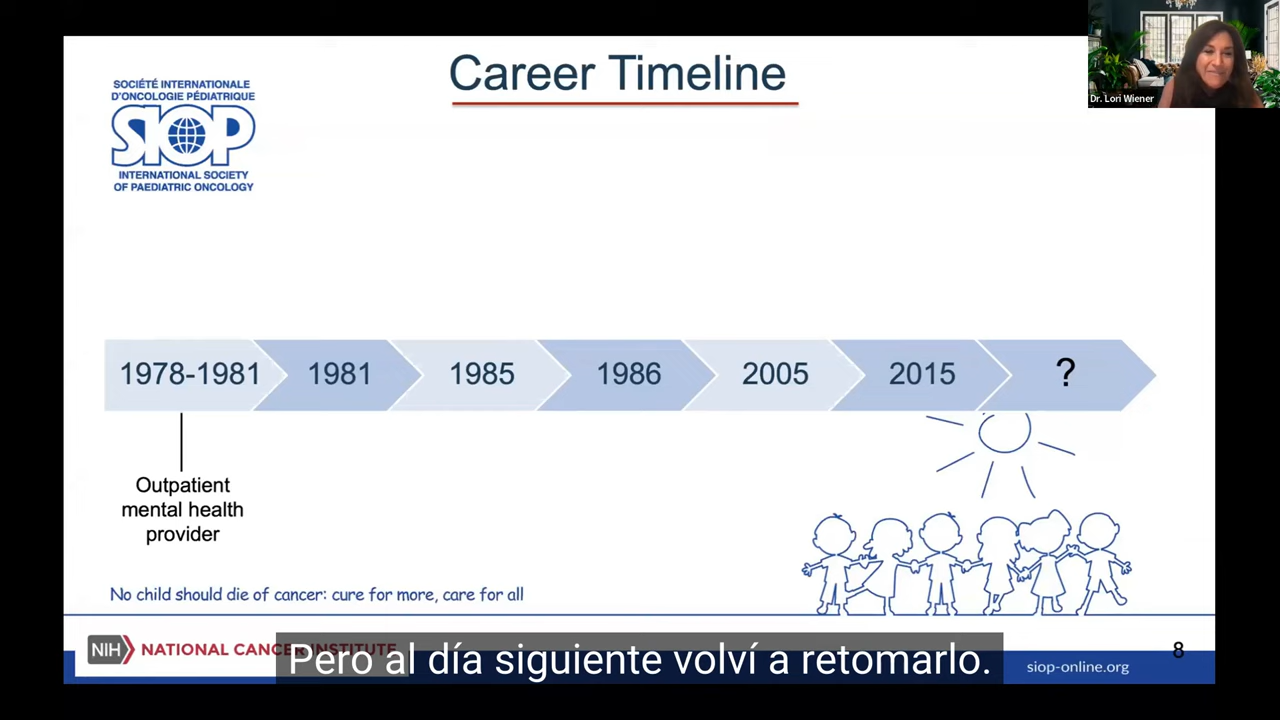 Career Timeline
SOCIÉTÉ INTERNATIONALE
D'ONCOLOGIE PÉDIATRIQUE
SIOP
INTERNATIONAL SOCIETY
OF PAEDIATRIC ONCOLOGY
Dr. Lori Wiener
1978-1981
1981
1985
1986
2005
2015
?
Outpatient
mental health
provider
No child should die of cancer: cure for more, care for all
NIH NATIONAL CANCER INSTITUTE
Pero al día siguiente volví a retomarlo.
8
siop-online.org